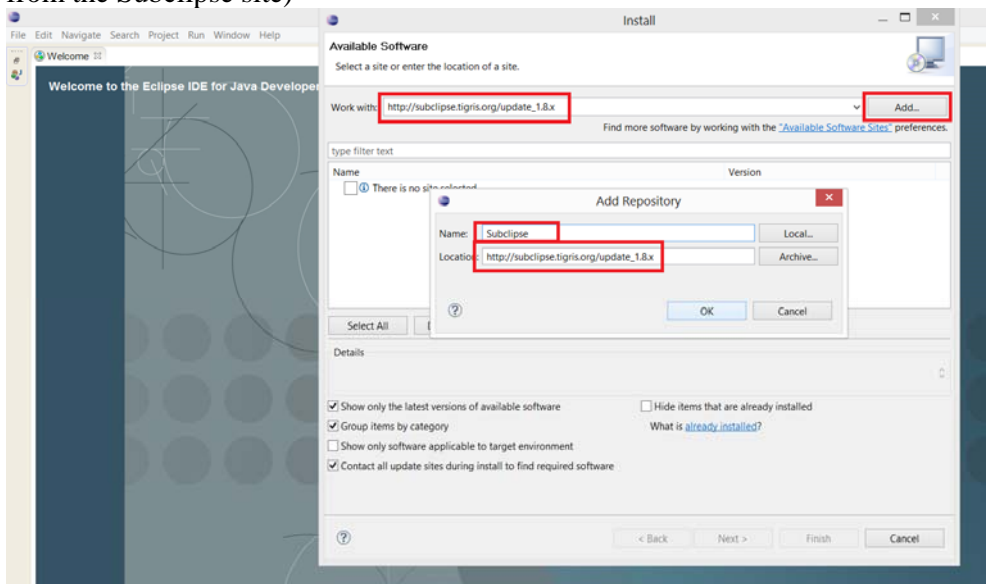 from the Subclipse site)
Install
File Edit Navigate Search Project Run Window Help
Welcome
Welcome to the Eclipse IDE for Java Developer
Available Software
Select a site or enter the location of a site.
Work with: http://subclipse.tigris.org/update_1.8.x Add...
Find more software by working with the "Available Software Sites" preferences.
type filter text
Name Version
There is no site selected
Add Repository
Name: Subclipse Local...
Location: http://subclipse.tigris.org/update_1.8.x Archive...
OK Cancel
Select All
Details
Show only the latest versions of available software Hide items that are already installed
Group items by category What is already installed?
Show only software applicable to target environment
Contact all update sites during install to find required software
< Back Next > Finish Cancel